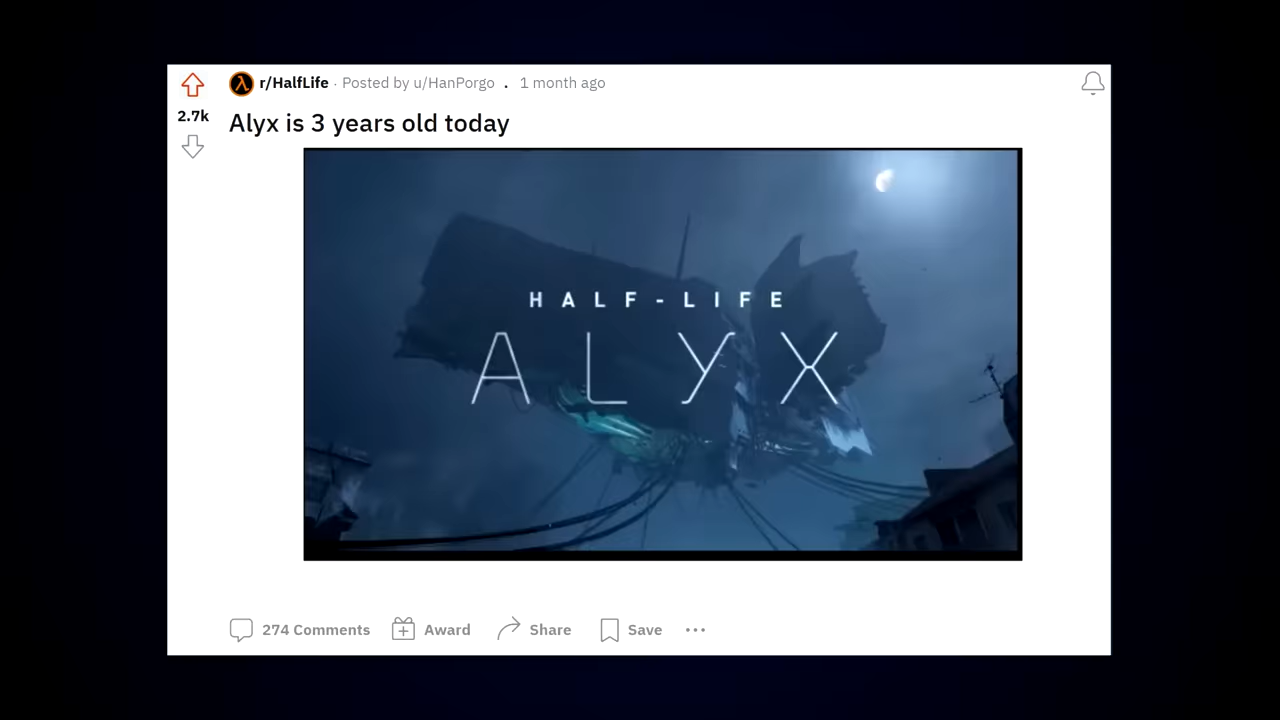 r/HalfLife · Posted by u/HanPorgo . 1 month ago
2.7k
Alyx is 3 years old today
HALF-LIFE
ALYX
274 Comments Award Share Save ...